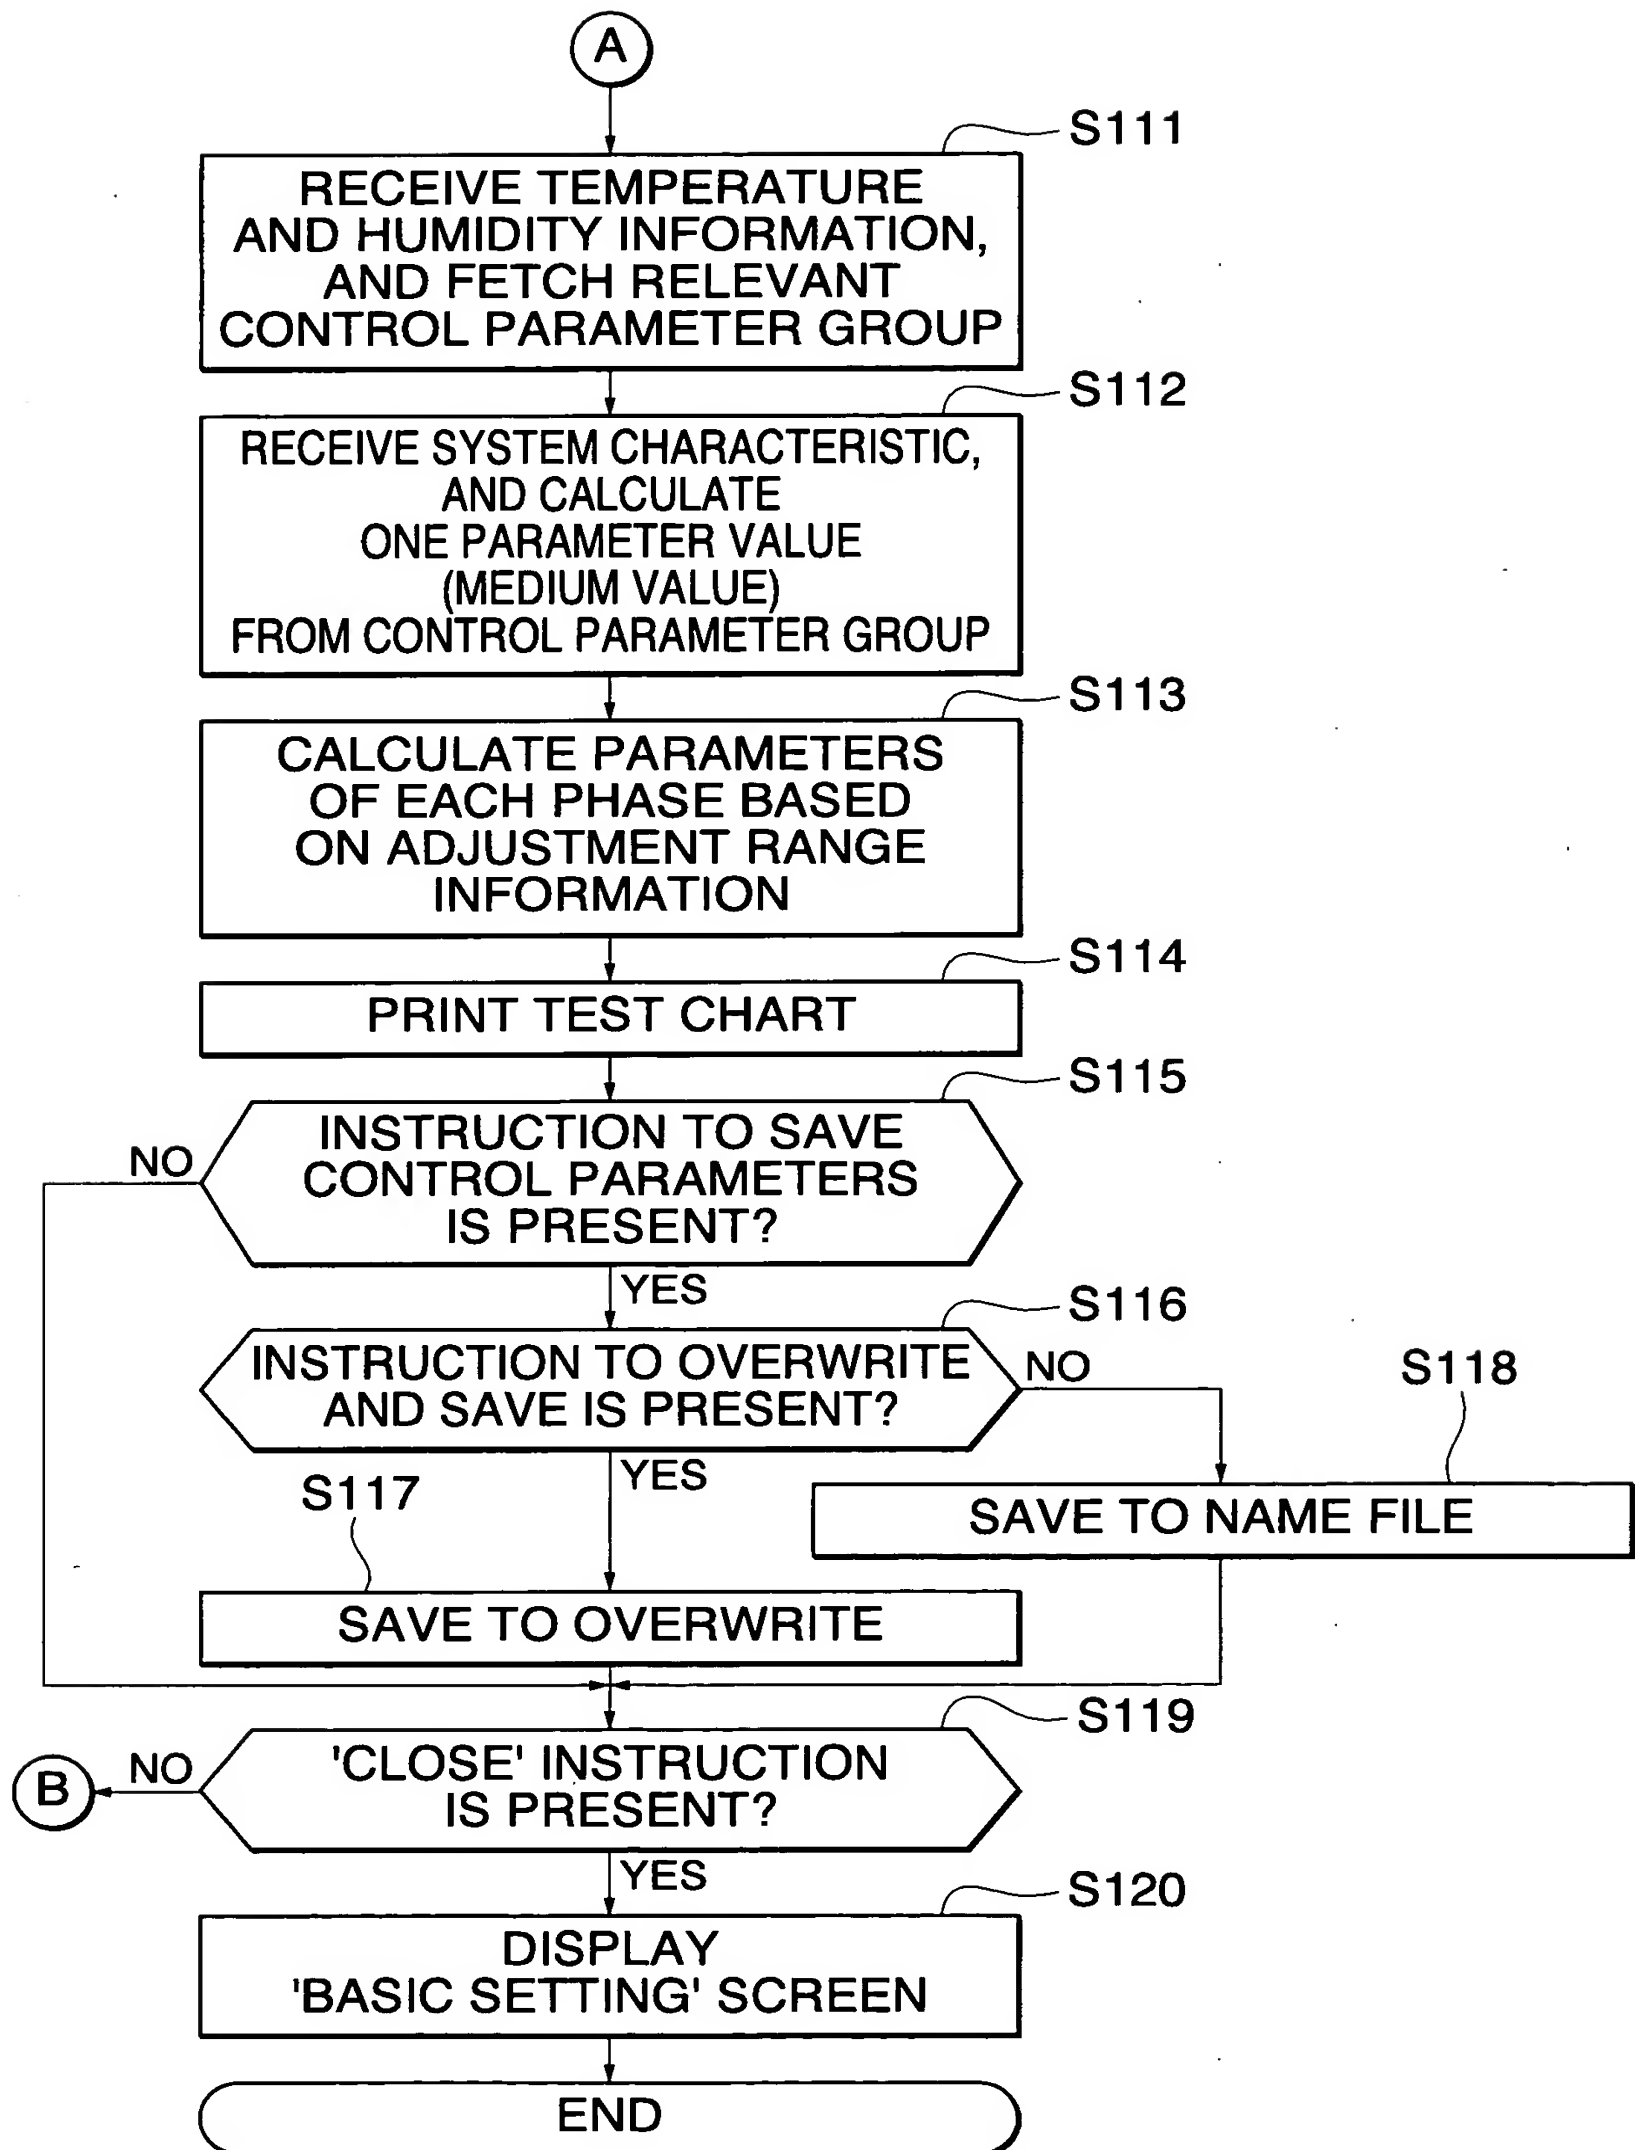 A
S111
RECEIVE TEMPERATURE
AND HUMIDITY INFORMATION,
AND FETCH RELEVANT
CONTROL PARAMETER GROUP
S112
RECEIVE SYSTEM CHARACTERISTIC,
AND CALCULATE
ONE PARAMETER VALUE
(MEDIUM VALUE)
FROM CONTROL PARAMETER GROUP
S113
CALCULATE PARAMETERS
OF EACH PHASE BASED
ON ADJUSTMENT RANGE
INFORMATION
S114
PRINT TEST CHART
S115
INSTRUCTION TO SAVE
CONTROL PARAMETERS
IS PRESENT?
NO
YES
S116
INSTRUCTION TO OVERWRITE
AND SAVE IS PRESENT?
NO
S118
YES
S117
SAVE TO NAME FILE
SAVE TO OVERWRITE
S119
'CLOSE' INSTRUCTION
IS PRESENT?
NO
B
YES
S120
DISPLAY
'BASIC SETTING' SCREEN
END